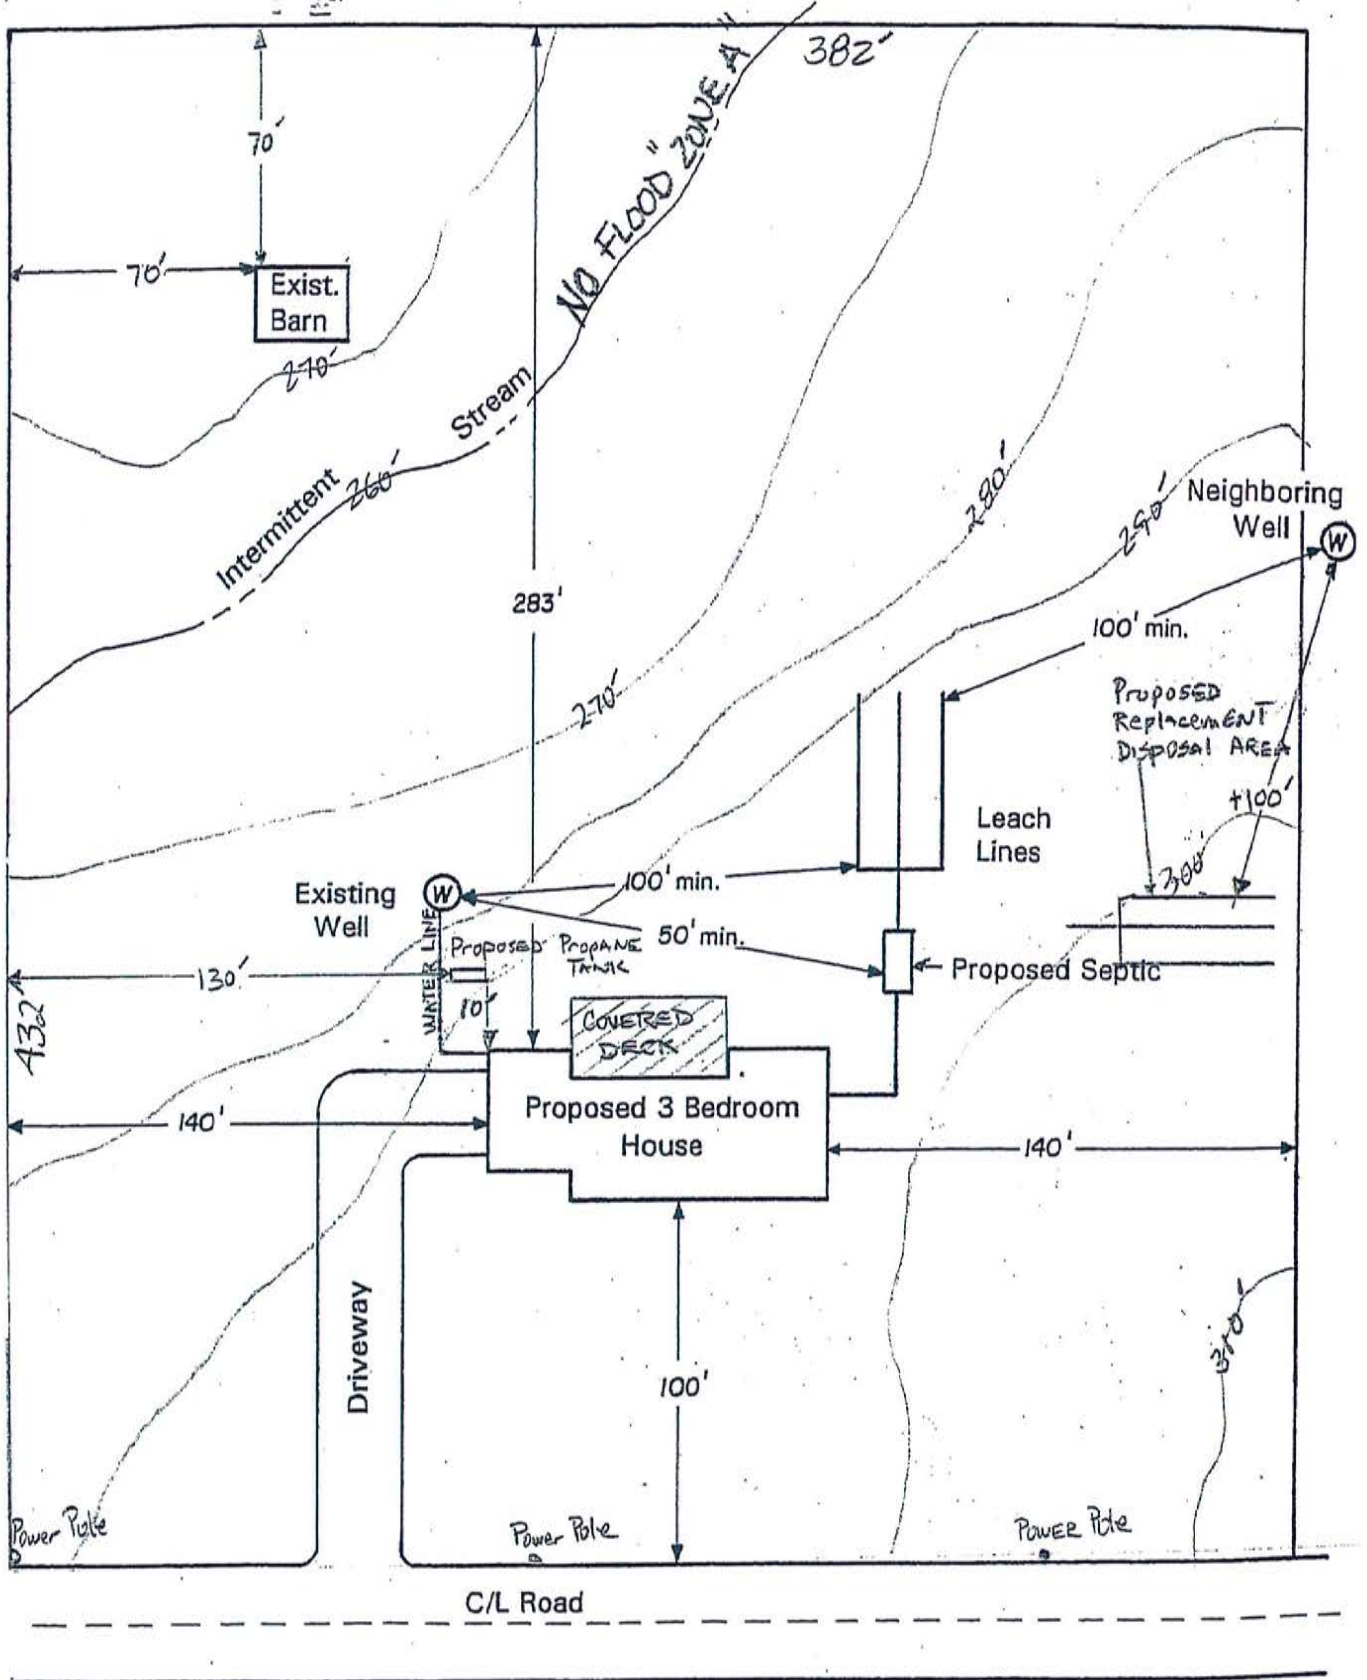 382'
70'
NO FLOOD "ZONE A"
70'
Exist.
Barn
270'
Stream
260'
Intermittent
280'
290'
Neighboring
Well
W
283'
100' min.
270'
Proposed
Replacement
Disposal AREA
+100'
Leach
Lines
300'
Existing
Well
W
100' min.
WATER LINE
50' min.
Proposed Propane
TANK
Proposed Septic
130'
10'
432'
COVERED
DECK
140'
Proposed 3 Bedroom
House
140'
Driveway
100'
310'
Power Pole
Power Pole
POWER Pole
C/L Road